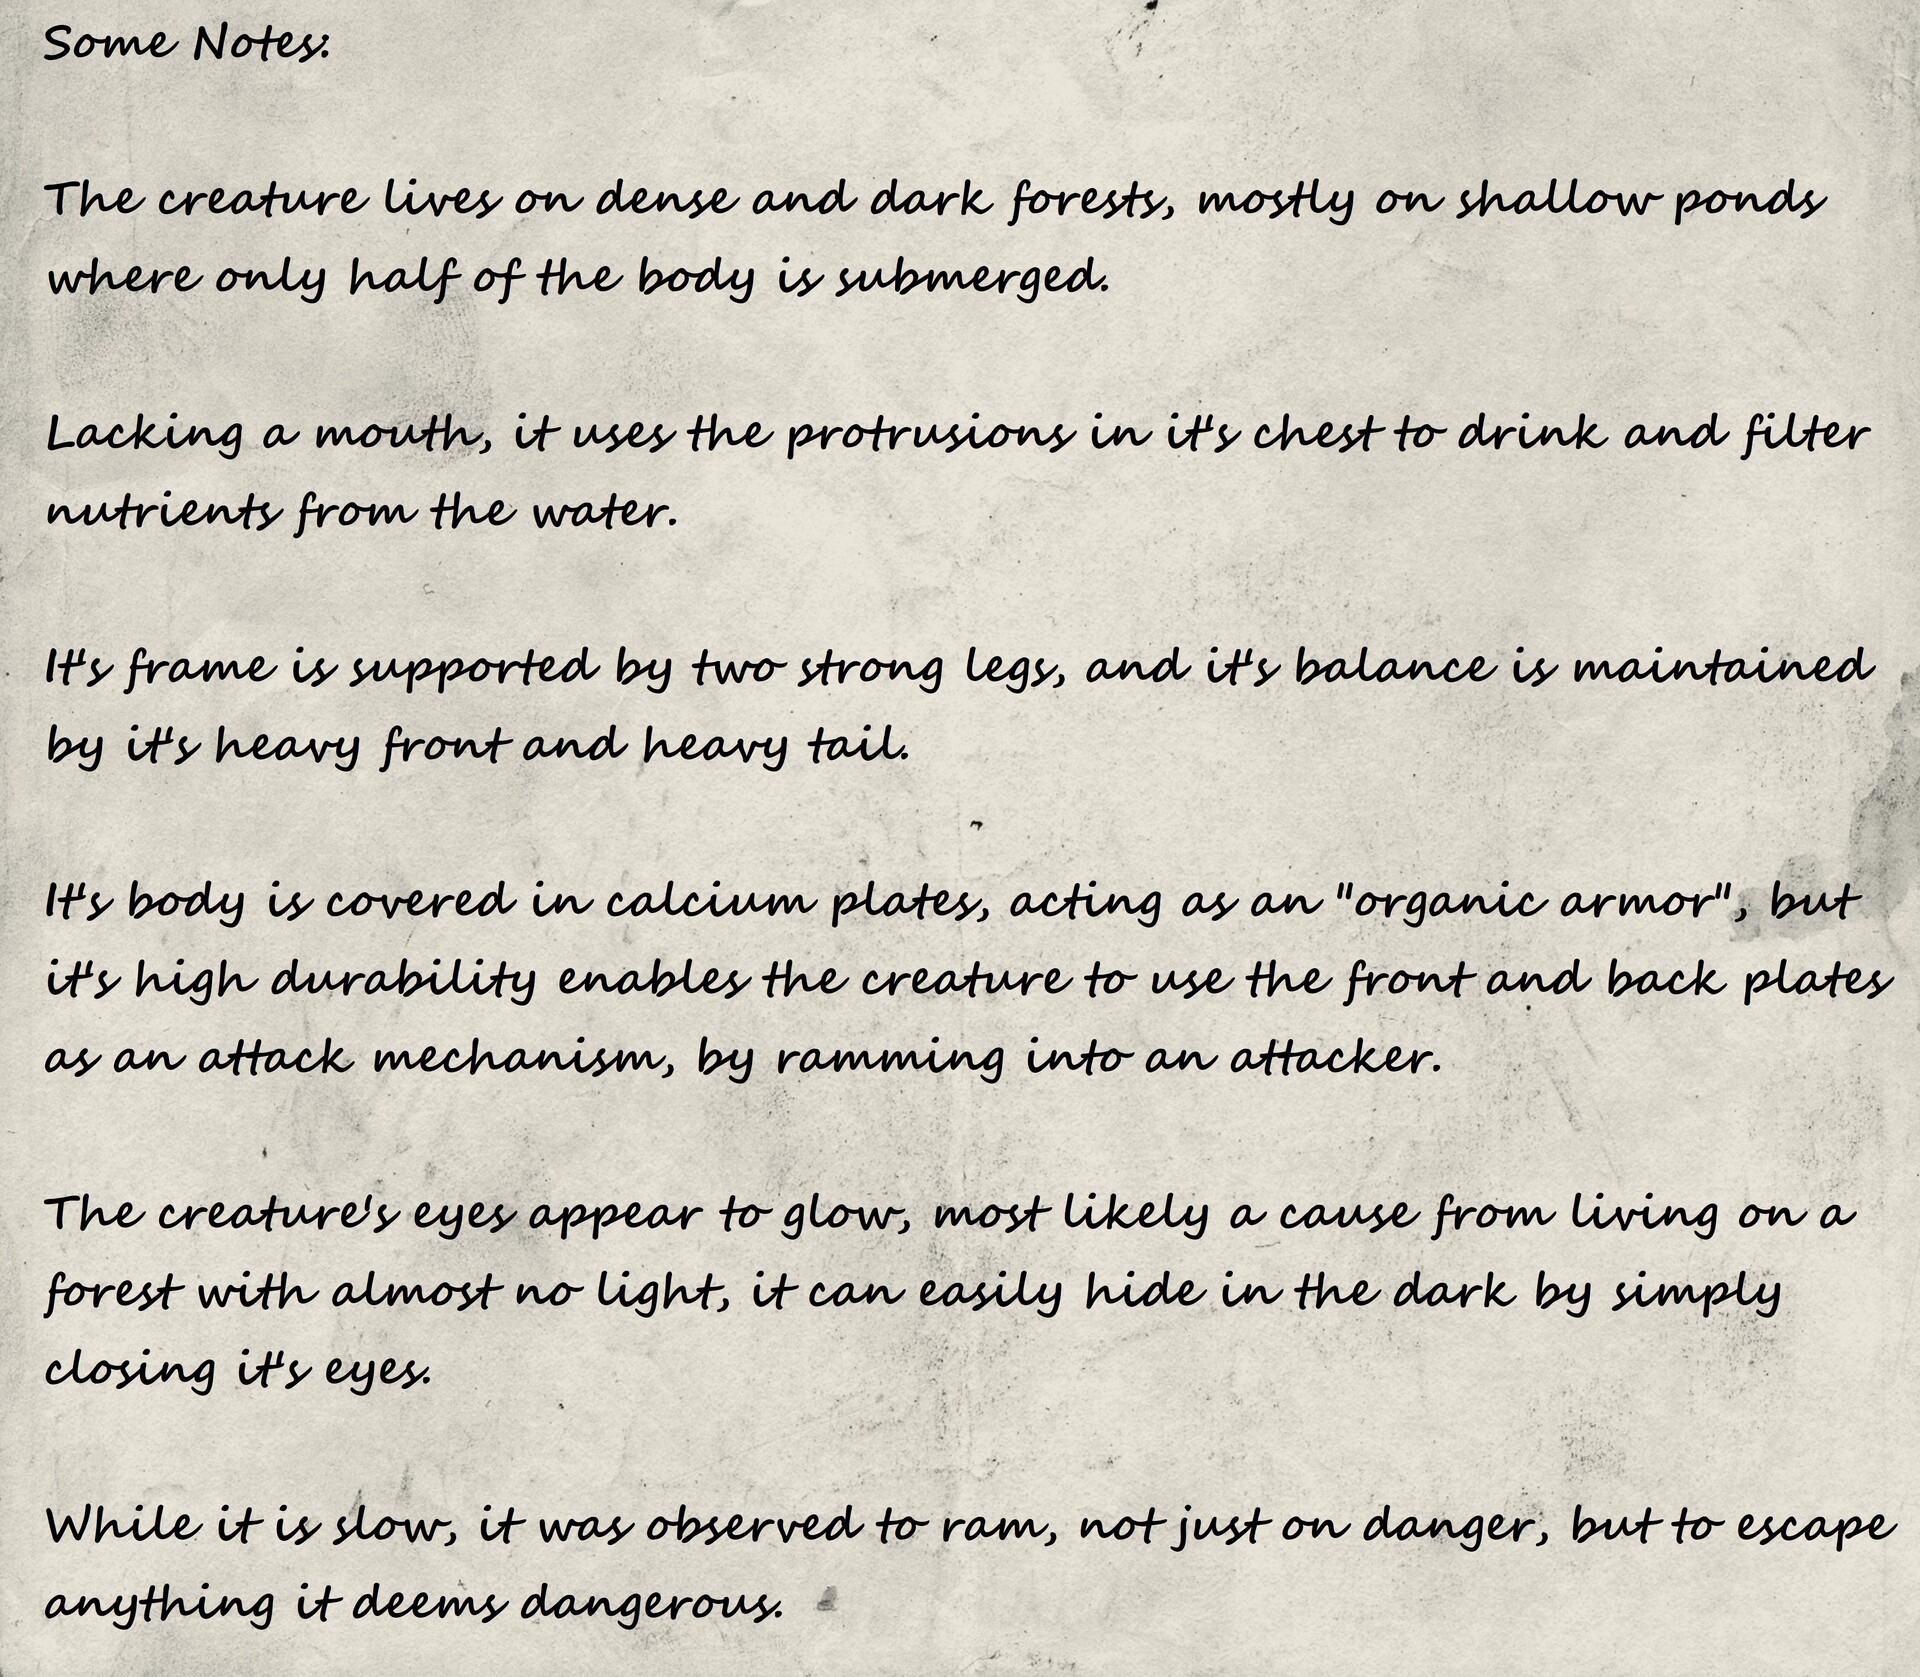 Some Notes:
The creature lives on dense and dark forests, mostly on shallow ponds
where only half of the body is submerged.
Lacking a mouth, it uses the protrusions in it's chest to drink and filter
nutrients from the water.
It's frame is supported by two strong legs, and it's balance is maintained
by it's heavy front and heavy tail.
It's body is covered in calcium plates, acting as an "organic armor", but
it's high durability enables the creature to use the front and back plates
as an attack mechanism, by ramming into an attacker.
The creature's eyes appear to glow, most likely a cause from living on a
forest with almost no light, it can easily hide in the dark by simply
closing it's eyes.
While it is slow, it was observed to ram, not just on danger, but to escape
anything it deems dangerous.